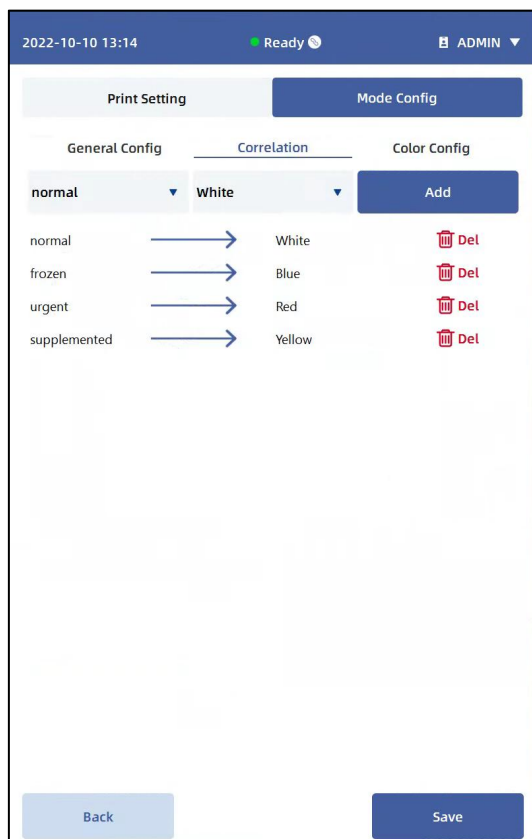 2022-10-10 13:14 Ready ADMIN
Print Setting Mode Config
General Config Correlation Color Config
normal White Add
normal White Del
frozen Blue Del
urgent Red Del
supplemented Yellow Del
Back Save